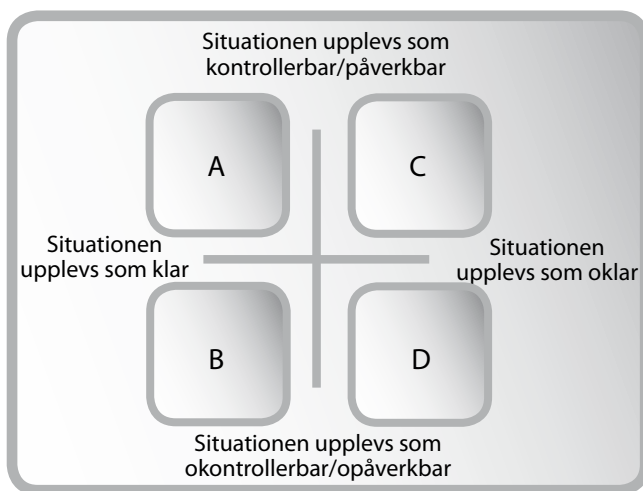 Situationen upplevs som
kontrollerbar/påverkbar
A
C
Situationen
upplevs som klar
Situationen
upplevs som oklar
B
D
Situationen upplevs som
okontrollerbar/opåverkbar